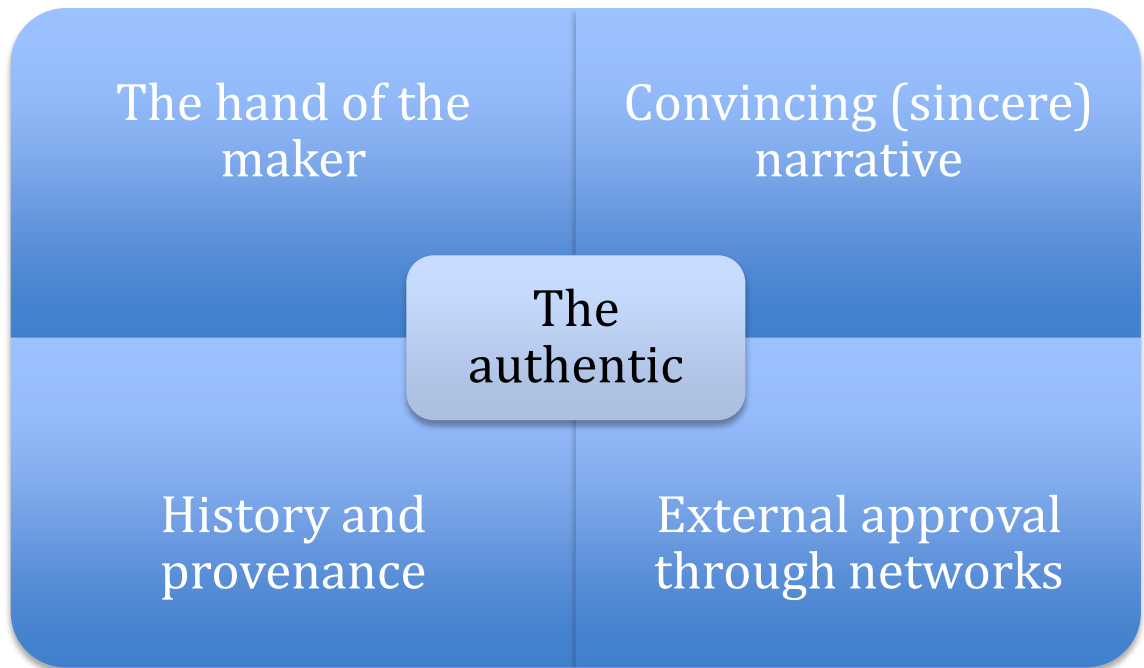 The hand of the
maker
Convincing (sincere)
narrative
The
authentic
History and
provenance
External approval
through networks